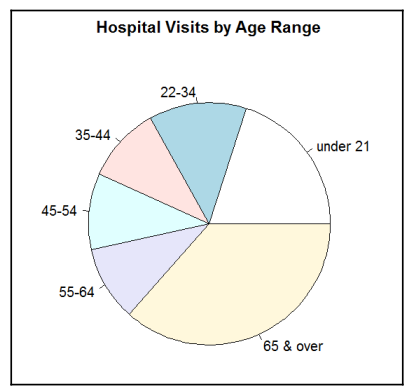 Hospital Visits by Age Range
22-34
35-44
under 21
45-54
55-64
65 & over